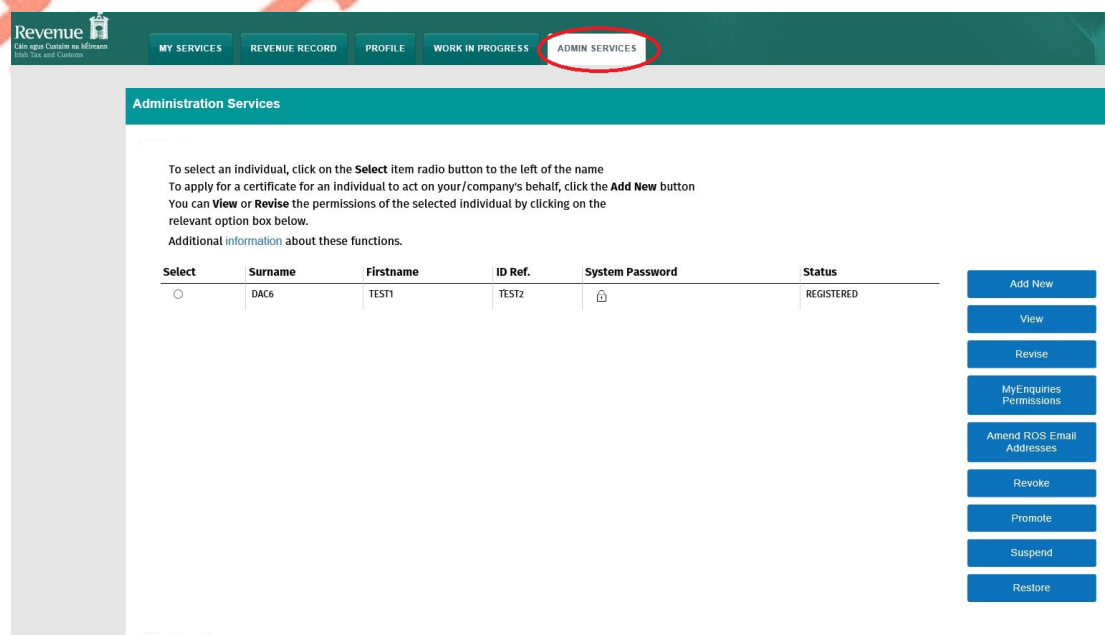 Revenue
Cáin agus Custaim na hÉireann
Irish Tax and Customs
MY SERVICES REVENUE RECORD PROFILE WORK IN PROGRESS ADMIN SERVICES
Administration Services
To select an individual, click on the Select item radio button to the left of the name
To apply for a certificate for an individual to act on your/company's behalf, click the Add New button
You can View or Revise the permissions of the selected individual by clicking on the
relevant option box below.
Additional information about these functions.
Select Surname Firstname ID Ref. System Password Status
DAC6 TEST1 TEST2 REGISTERED
Add New
View
Revise
MyEnquiries
Permissions
Amend ROS Email
Addresses
Revoke
Promote
Suspend
Restore